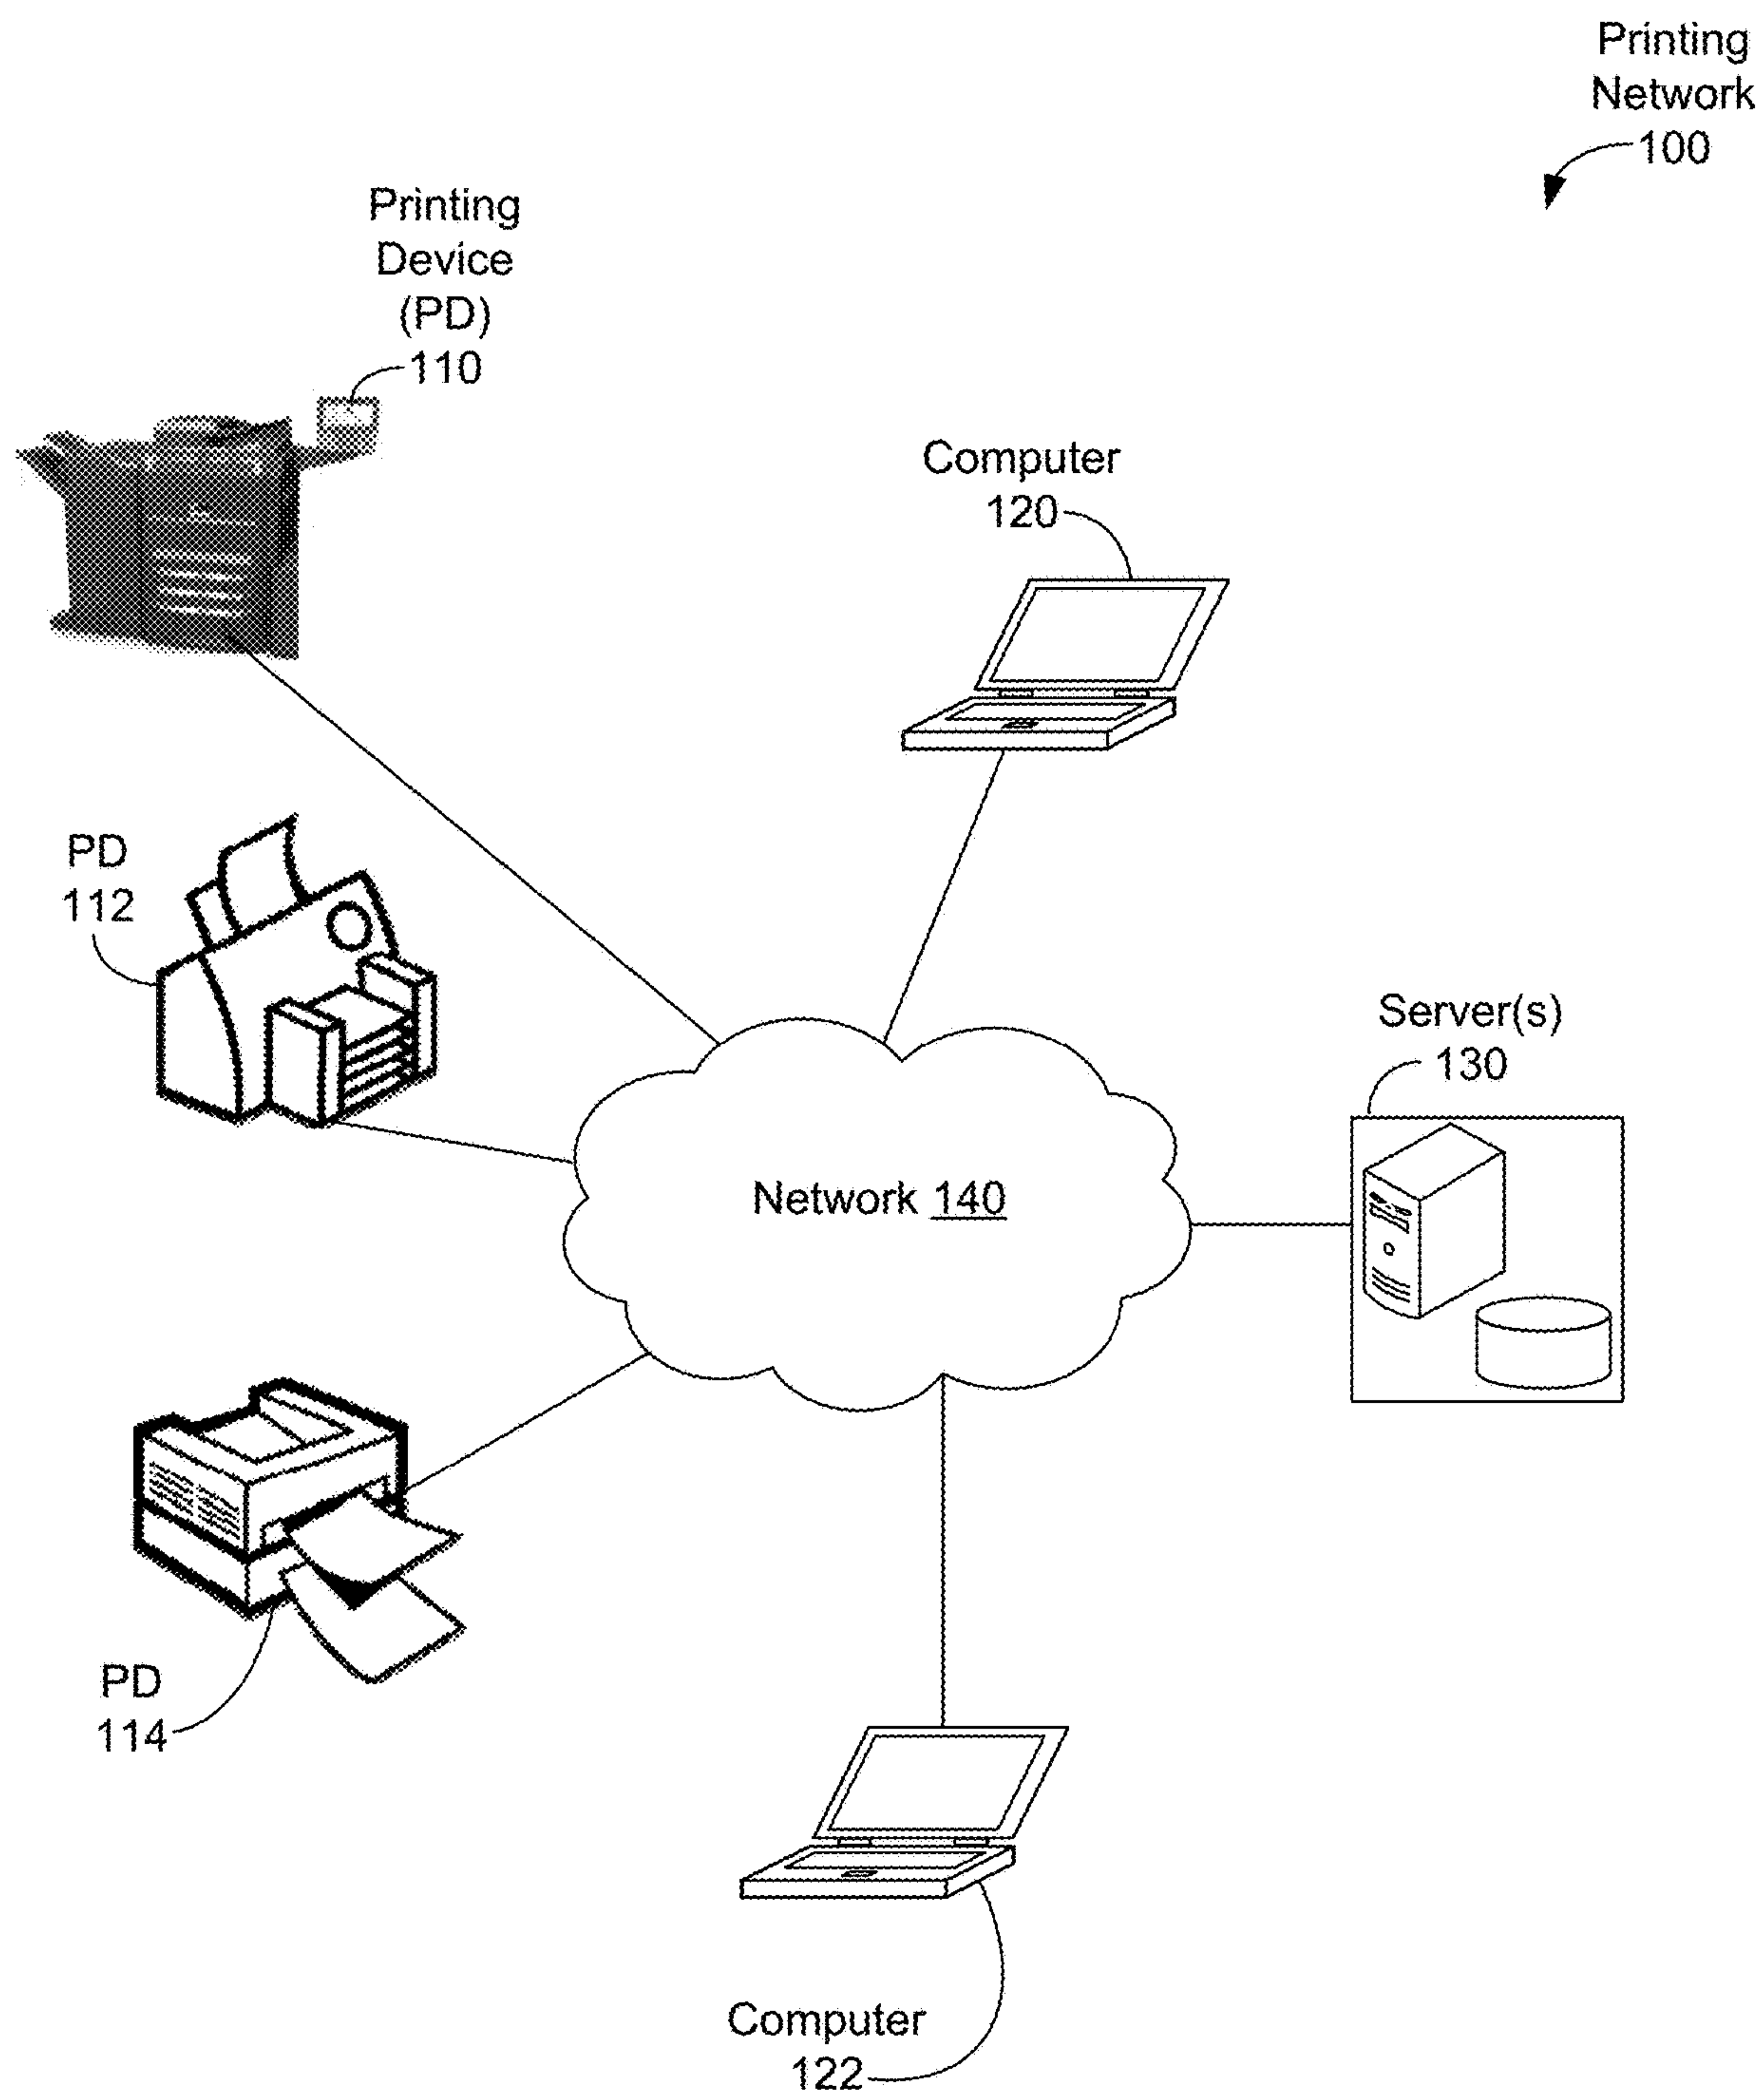 Printing
Network
100
Printing
Device
(PD)
110
Computer
120
PD
112
Server(s)
130
Network 140
PD
114
Computer
122